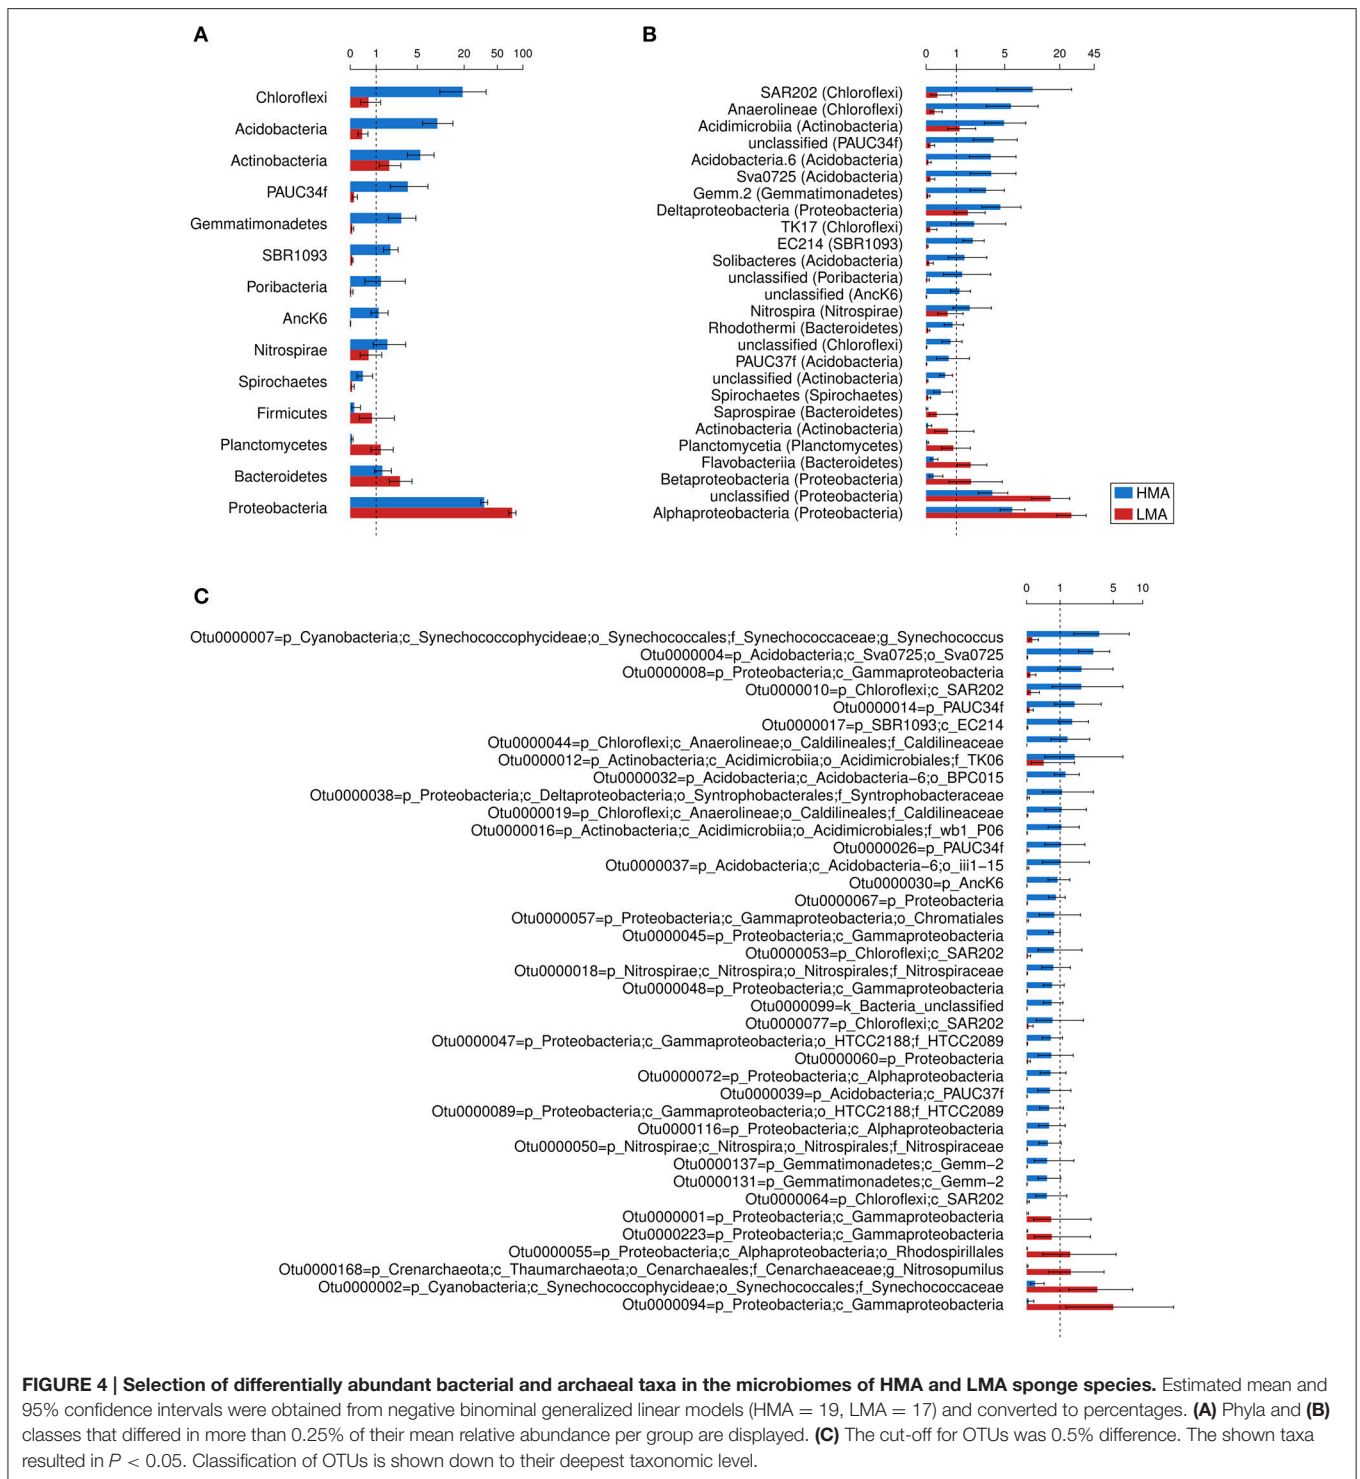 A
0 1 5 20 50 100
Chloroflexi
Acidobacteria
Actinobacteria
PAUC34f
Gemmatimonadetes
SBR1093
Poribacteria
AncK6
Nitrospirae
Spirochaetes
Firmicutes
Planctomycetes
Bacteroidetes
Proteobacteria
B
0 1 5 20 45
SAR202 (Chloroflexi)
Anaerolineae (Chloroflexi)
Acidimicrobiia (Actinobacteria)
unclassified (PAUC34f)
Acidobacteria.6 (Acidobacteria)
Sva0725 (Acidobacteria)
Gemm.2 (Gemmatimonadetes)
Deltaproteobacteria (Proteobacteria)
TK17 (Chloroflexi)
EC214 (SBR1093)
Solibacteres (Acidobacteria)
unclassified (Poribacteria)
unclassified (AncK6)
Nitrospira (Nitrospirae)
Rhodothermi (Bacteroidetes)
unclassified (Chloroflexi)
PAUC37f (Acidobacteria)
unclassified (Actinobacteria)
Spirochaetes (Spirochaetes)
Saprospirae (Bacteroidetes)
Actinobacteria (Actinobacteria)
Planctomycetia (Planctomycetes)
Flavobacteriia (Bacteroidetes)
Betaproteobacteria (Proteobacteria)
unclassified (Proteobacteria)
Alphaproteobacteria (Proteobacteria)
HMA
LMA
C
0 1 5 10
Otu0000007=p_Cyanobacteria;c_Synechococcophycideae;o_Synechococcales;f_Synechococcaceae;g_Synechococcus
Otu0000004=p_Acidobacteria;c_Sva0725;o_Sva0725
Otu0000008=p_Proteobacteria;c_Gammaproteobacteria
Otu0000010=p_Chloroflexi;c_SAR202
Otu0000014=p_PAUC34f
Otu0000017=p_SBR1093;c_EC214
Otu0000044=p_Chloroflexi;c_Anaerolineae;o_Caldilineales;f_Caldilineaceae
Otu0000012=p_Actinobacteria;c_Acidimicrobiia;o_Acidimicrobiales;f_TK06
Otu0000032=p_Acidobacteria;c_Acidobacteria-6;o_BPC015
Otu0000038=p_Proteobacteria;c_Deltaproteobacteria;o_Syntrophobacterales;f_Syntrophobacteraceae
Otu0000019=p_Chloroflexi;c_Anaerolineae;o_Caldilineales;f_Caldilineaceae
Otu0000016=p_Actinobacteria;c_Acidimicrobiia;o_Acidimicrobiales;f_wb1_P06
Otu0000026=p_PAUC34f
Otu0000037=p_Acidobacteria;c_Acidobacteria-6;o_iii1-15
Otu0000030=p_AncK6
Otu0000067=p_Proteobacteria
Otu0000057=p_Proteobacteria;c_Gammaproteobacteria;o_Chromatiales
Otu0000045=p_Proteobacteria;c_Gammaproteobacteria
Otu0000053=p_Chloroflexi;c_SAR202
Otu0000018=p_Nitrospirae;c_Nitrospira;o_Nitrospirales;f_Nitrospiraceae
Otu0000048=p_Proteobacteria;c_Gammaproteobacteria
Otu0000099=k_Bacteria_unclassified
Otu0000077=p_Chloroflexi;c_SAR202
Otu0000047=p_Proteobacteria;c_Gammaproteobacteria;o_HTCC2188;f_HTCC2089
Otu0000060=p_Proteobacteria
Otu0000072=p_Proteobacteria;c_Alphaproteobacteria
Otu0000039=p_Acidobacteria;c_PAUC37f
Otu0000089=p_Proteobacteria;c_Gammaproteobacteria;o_HTCC2188;f_HTCC2089
Otu0000116=p_Proteobacteria;c_Alphaproteobacteria
Otu0000050=p_Nitrospirae;c_Nitrospira;o_Nitrospirales;f_Nitrospiraceae
Otu0000137=p_Gemmatimonadetes;c_Gemm-2
Otu0000131=p_Gemmatimonadetes;c_Gemm-2
Otu0000064=p_Chloroflexi;c_SAR202
Otu0000001=p_Proteobacteria;c_Gammaproteobacteria
Otu0000223=p_Proteobacteria;c_Gammaproteobacteria
Otu0000055=p_Proteobacteria;c_Alphaproteobacteria;o_Rhodospirillales
Otu0000168=p_Crenarchaeota;c_Thaumarchaeota;o_Cenarchaeales;f_Cenarchaeaceae;g_Nitrosopumilus
Otu0000002=p_Cyanobacteria;c_Synechococcophycideae;o_Synechococcales;f_Synechococcaceae
Otu0000094=p_Proteobacteria;c_Gammaproteobacteria
FIGURE 4 | Selection of differentially abundant bacterial and archaeal taxa in the microbiomes of HMA and LMA sponge species. Estimated mean and
95% confidence intervals were obtained from negative binominal generalized linear models (HMA = 19, LMA = 17) and converted to percentages. (A) Phyla and (B)
classes that differed in more than 0.25% of their mean relative abundance per group are displayed. (C) The cut-off for OTUs was 0.5% difference. The shown taxa
resulted in P < 0.05. Classification of OTUs is shown down to their deepest taxonomic level.